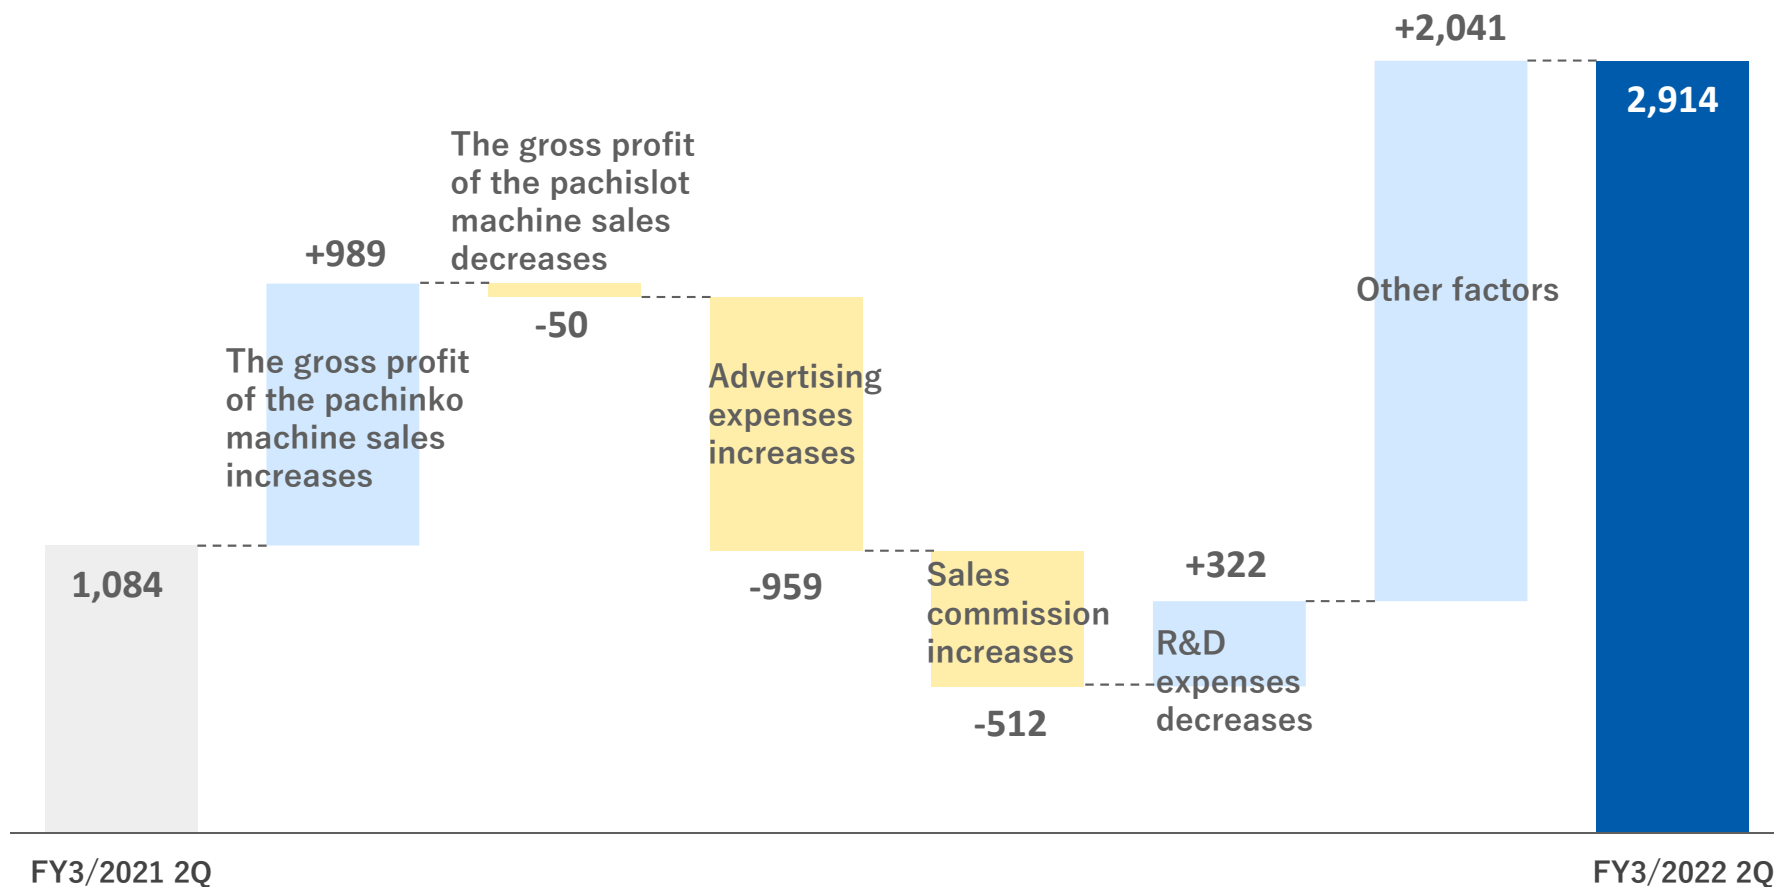 +2,041
2,914
The gross profit
of the pachislot
machine sales
decreases
+989
-50
Other factors
The gross profit
of the pachinko
machine sales
increases
Advertising
expenses
increases
1,084
-959
Sales
commission
increases
+322
R&D
expenses
decreases
-512
FY3/2021 2Q
FY3/2022 2Q